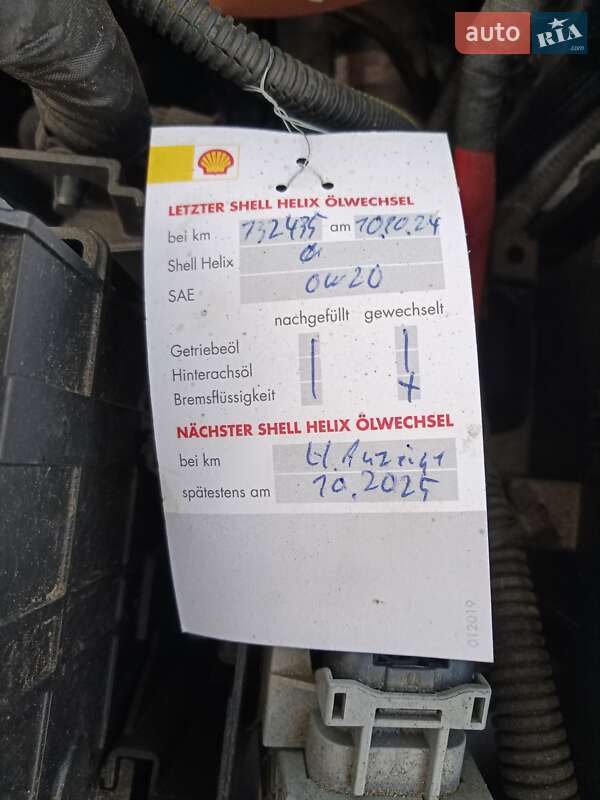 auto RIA.com
LETZTER SHELL HELIX ÖLWECHSEL
bei km 132435 am 10.10.24
Shell Helix
SAE 0W20
nachgefüllt gewechselt
Getriebeöl
Hinterachsöl
Bremsflüssigkeit x
NÄCHSTER SHELL HELIX ÖLWECHSEL
bei km lt. Anzeige
spätestens am 10.2025
012019